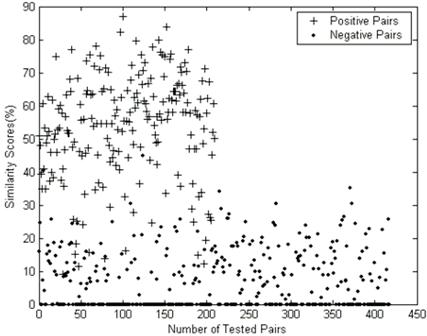 90
80
70
60
50
40
30
20
10
0
Similarity Scores(%)
Positive Pairs
Negative Pairs
0 50 100 150 200 250 300 350 400 450
Number of Tested Pairs